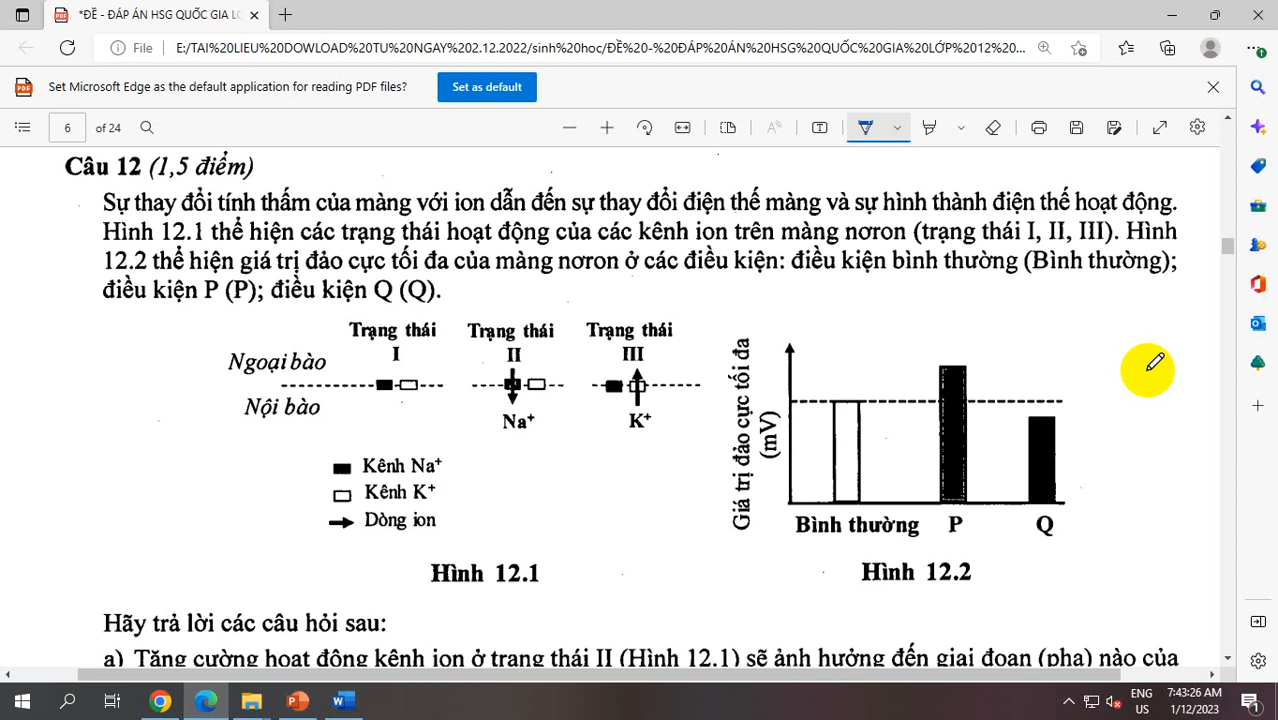 *ĐỀ - ĐÁP ÁN HSG QUỐC GIA LỚ
File
E:/TAI%20LIEU%20DOWLOAD%20TU%20NGAY%202.12.2022/sinh%20hoc/ĐỀ%20-%20ĐÁP%20ÁN%20HSG%20QUỐC%20GIA%20LỚP%2012%20...
Set Microsoft Edge as the default application for reading PDF files?
Set as default
6 of 24
Câu 12 (1,5 điểm)
Sự thay đổi tính thấm của màng với ion dẫn đến sự thay đổi điện thế màng và sự hình thành điện thế hoạt động.
Hình 12.1 thể hiện các trạng thái hoạt động của các kênh ion trên màng nơron (trạng thái I, II, III). Hình
12.2 thể hiện giá trị đảo cực tối đa của màng nơron ở các điều kiện: điều kiện bình thường (Bình thường);
điều kiện P (P); điều kiện Q (Q).
Trạng thái Trạng thái Trạng thái
I II III
Ngoại bào
Nội bào
Na⁺ K⁺
Kênh Na⁺
Kênh K⁺
Dòng ion
Hình 12.1
Giá trị đảo cực tối đa
(mV)
Bình thường P Q
Hình 12.2
Hãy trả lời các câu hỏi sau:
a) Tăng cường hoạt động kênh ion ở trạng thái II (Hình 12.1) sẽ ảnh hưởng đến giai đoạn (pha) nào của
ENG
US
7:43:26 AM
1/12/2023